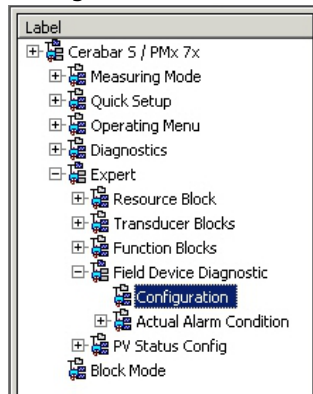 Label
Cerabar S / PMx 7x
Measuring Mode
Quick Setup
Operating Menu
Diagnostics
Expert
Resource Block
Transducer Blocks
Function Blocks
Field Device Diagnostic
Configuration
Actual Alarm Condition
PV Status Config
Block Mode